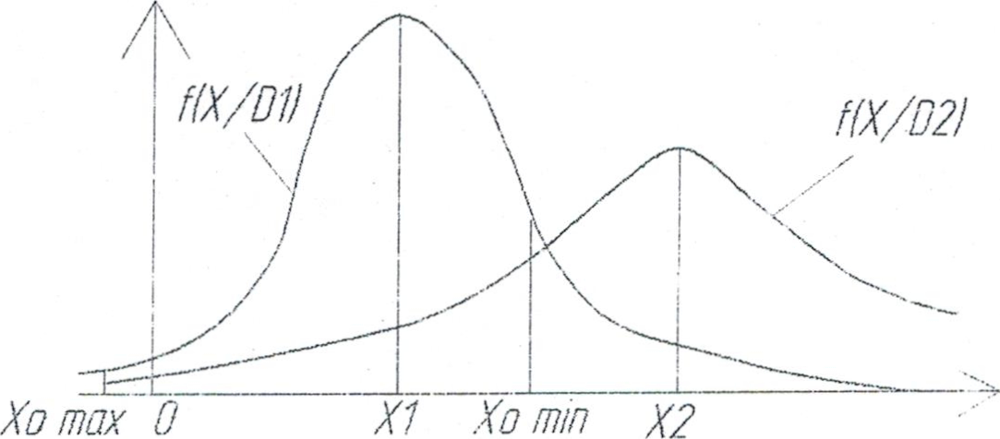 f(X/D1)
f(X/D2)
Xo max 0 X1 Xo min X2